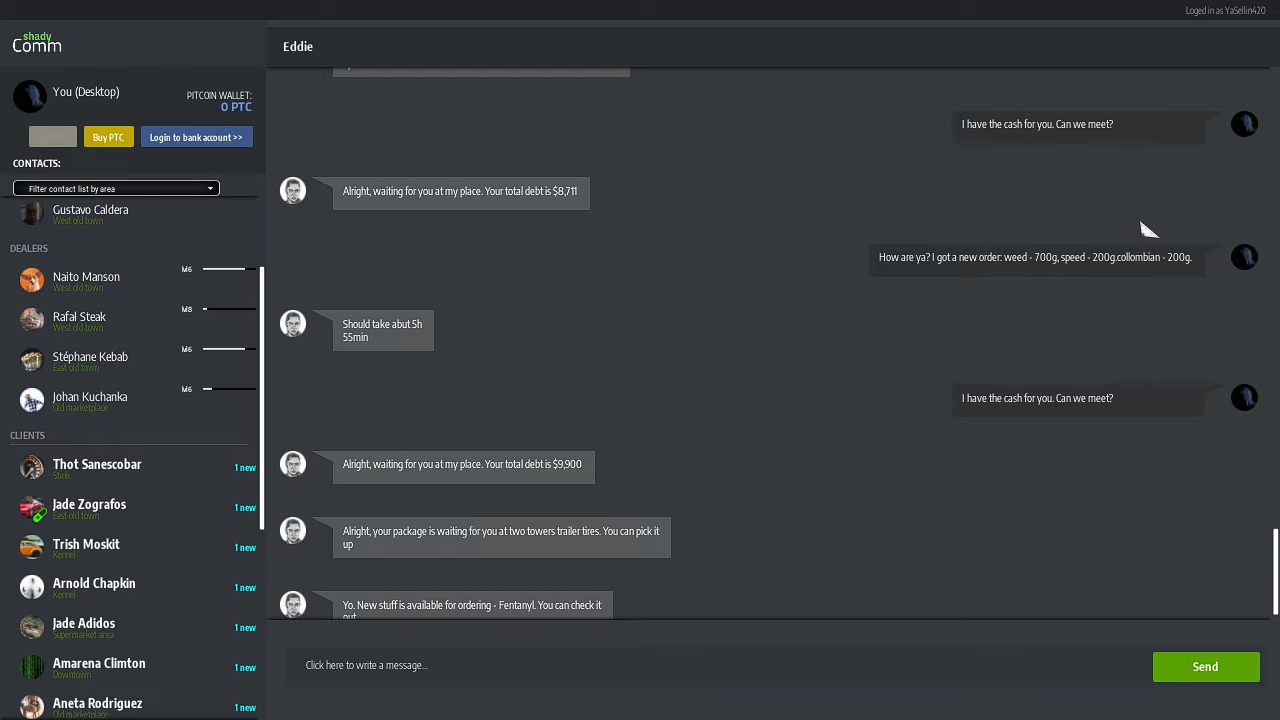 Loged in as YaSellin420
shady
Comm
Eddie
You (Desktop)
PITCOIN WALLET:
0 PTC
Buy PTC
Login to bank account >>
CONTACTS:
Filter contact list by area
Gustavo Caldera
West old town
DEALERS
Naito Manson
West old town
M6
Rafal Steak
West old town
M8
Stéphane Kebab
East old town
M6
Johan Kuchanka
Old marketplace
M6
CLIENTS
Thot Sanescobar
Stink
1 new
Jade Zografos
East old town
1 new
Trish Moskit
Kennel
1 new
Arnold Chapkin
Kennel
1 new
Jade Adidos
Supermarket area
1 new
Amarena Climton
Downtown
1 new
Aneta Rodriguez
Old marketplace
1 new
I have the cash for you. Can we meet?
Alright, waiting for you at my place. Your total debt is $8,711
How are ya? I got a new order: weed - 700g, speed - 200g.collombian - 200g.
Should take abut 5h
55min
I have the cash for you. Can we meet?
Alright, waiting for you at my place. Your total debt is $9,900
Alright, your package is waiting for you at two towers trailer tires. You can pick it
up
Yo. New stuff is available for ordering - Fentanyl. You can check it
out
Click here to write a message...
Send